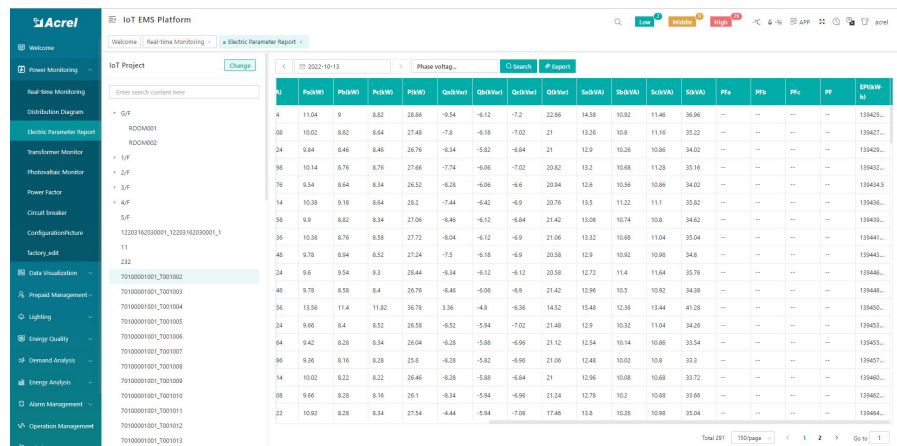 Acrel
IoT EMS Platform
Low 2 Middle 0 High 28 -℃ -% APP acrel
Welcome Real-time Monitoring Electric Parameter Report
Welcome
Power Monitoring
Real-time Monitoring
Distribution Diagram
Electric Parameter Report
Transformer Monitor
Photovoltaic Monitor
Power Factor
Circuit breaker
ConfigurationPicture
factory_edit
Data Visualization
Prepaid Management
Lighting
Energy Quality
Demand Analysis
Energy Analysis
Alarm Management
Operation Management
IoT Project Change
Enter search content here
G/F
ROOM001
ROOM002
1/F
2/F
3/F
4/F
5/F
12203162030001_12203162030001_1
11
232
70100001001_T001002
70100001001_T001003
70100001001_T001004
70100001001_T001005
70100001001_T001006
70100001001_T001007
70100001001_T001008
70100001001_T001009
70100001001_T001010
70100001001_T001011
70100001001_T001012
70100001001_T001013
< 2022-10-13 > Phase voltag... Search Export
A) Pa(kW) Pb(kW) Pc(kW) P(kW) Qa(kVar) Qb(kVar) Qc(kVar) Q(kVar) Sa(kVA) Sb(kVA) Sc(kVA) S(kVA) PFa PFb PFc PF EPI(kW-h)
4 11.04 9 8.82 28.86 -9.54 -6.12 -7.2 22.86 14.58 10.92 11.46 36.96 -- -- -- -- 139425...
08 10.02 8.82 8.64 27.48 -7.8 -6.18 -7.02 21 13.26 10.8 11.16 35.22 -- -- -- -- 139427...
24 9.84 8.46 8.46 26.76 -8.34 -5.82 -6.84 21 12.9 10.26 10.86 34.02 -- -- -- -- 139429...
98 10.14 8.76 8.76 27.66 -7.74 -6.06 -7.02 20.82 13.2 10.68 11.28 35.16 -- -- -- -- 139432...
76 9.54 8.64 8.34 26.52 -8.28 -6.06 -6.6 20.94 12.6 10.56 10.86 34.02 -- -- -- -- 139434.5
14 10.38 9.18 8.64 28.2 -7.44 -6.42 -6.9 20.76 13.5 11.22 11.1 35.82 -- -- -- -- 139436...
58 9.9 8.82 8.34 27.06 -8.46 -6.12 -6.84 21.42 13.08 10.74 10.8 34.62 -- -- -- -- 139439...
36 10.38 8.76 8.58 27.72 -8.04 -6.12 -6.9 21.06 13.32 10.68 11.04 35.04 -- -- -- -- 139441...
48 9.78 8.94 8.52 27.24 -7.5 -6.18 -6.9 20.58 12.9 10.92 10.98 34.8 -- -- -- -- 139443...
24 9.6 9.54 9.3 28.44 -8.34 -6.12 -6.12 20.58 12.72 11.4 11.64 35.76 -- -- -- -- 139446...
46 9.78 8.58 8.4 26.76 -8.46 -6.06 -6.9 21.42 12.96 10.5 10.92 34.38 -- -- -- -- 139448...
56 13.56 11.4 11.82 36.78 3.36 -4.8 -6.36 14.52 15.48 12.36 13.44 41.28 -- -- -- -- 139450...
24 9.66 8.4 8.52 26.58 -8.52 -5.94 -7.02 21.48 12.9 10.32 11.04 34.26 -- -- -- -- 139453...
64 9.42 8.28 8.34 26.04 -8.28 -5.88 -6.96 21.12 12.54 10.14 10.86 33.54 -- -- -- -- 139455...
86 9.36 8.16 8.28 25.8 -8.28 -5.82 -6.96 21.06 12.48 10.02 10.8 33.3 -- -- -- -- 139457...
14 10.02 8.22 8.22 26.46 -8.28 -5.88 -6.84 21 12.96 10.08 10.68 33.72 -- -- -- -- 139460...
08 9.66 8.28 8.16 26.1 -8.34 -5.94 -6.96 21.24 12.78 10.2 10.68 33.66 -- -- -- -- 139462...
22 10.92 8.28 8.34 27.54 -4.44 -5.94 -7.08 17.46 13.8 10.26 10.98 35.04 -- -- -- -- 139464...
Total 291 150/page < 1 2 > Go to 1